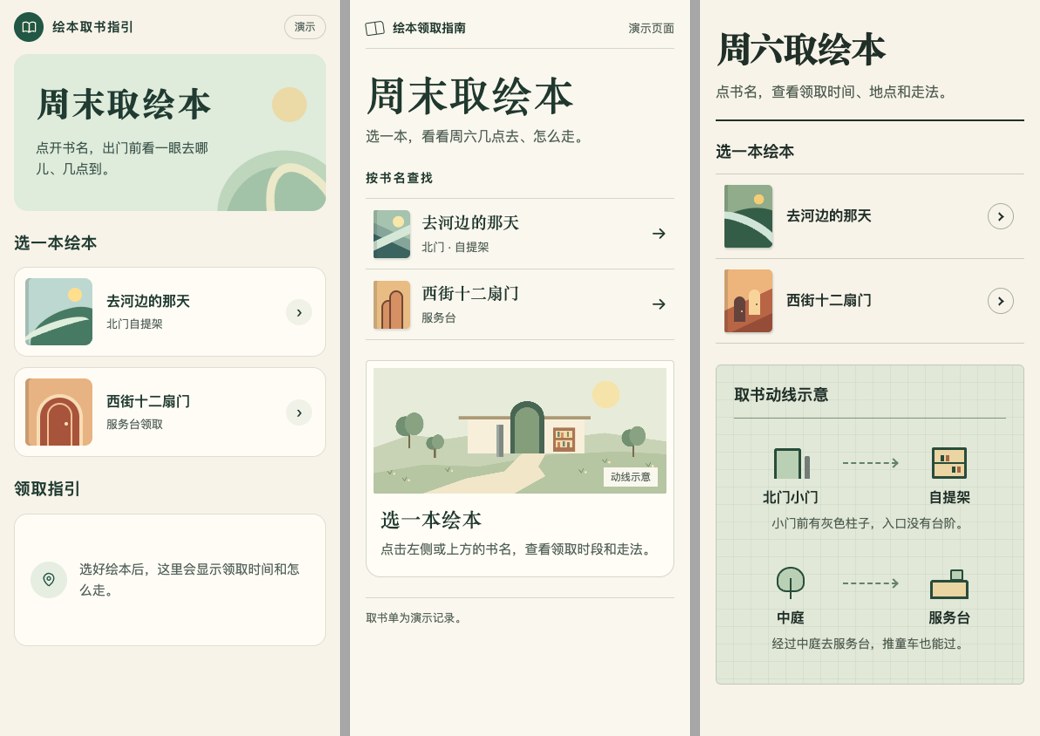 绘本取书指引
演示
周末取绘本
点开书名，出门前看一眼去哪
儿、几点到。
选一本绘本
去河边的那天
北门自提架
西街十二扇门
服务台领取
领取指引
选好绘本后，这里会显示领取时间和怎
么走。
绘本领取指南
演示页面
周末取绘本
选一本，看看周六几点去、怎么走。
按书名查找
去河边的那天
北门 · 自提架
西街十二扇门
服务台
动线示意
选一本绘本
点击左侧或上方的书名，查看领取时段和走法。
取书单为演示记录。
周六取绘本
点书名，查看领取时间、地点和走法。
选一本绘本
去河边的那天
西街十二扇门
取书动线示意
北门小门
自提架
小门前有灰色柱子，入口没有台阶。
中庭
服务台
经过中庭去服务台，推童车也能过。